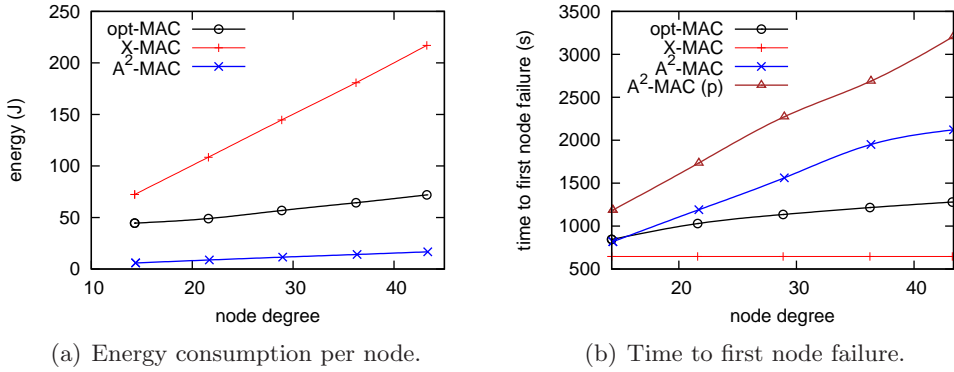 opt-MAC
X-MAC
A²-MAC
energy (J)
250
200
150
100
50
0
10 20 30 40
node degree
(a) Energy consumption per node.
opt-MAC
X-MAC
A²-MAC
A²-MAC (p)
time to first node failure (s)
3500
3000
2500
2000
1500
1000
500
20 30 40
node degree
(b) Time to first node failure.